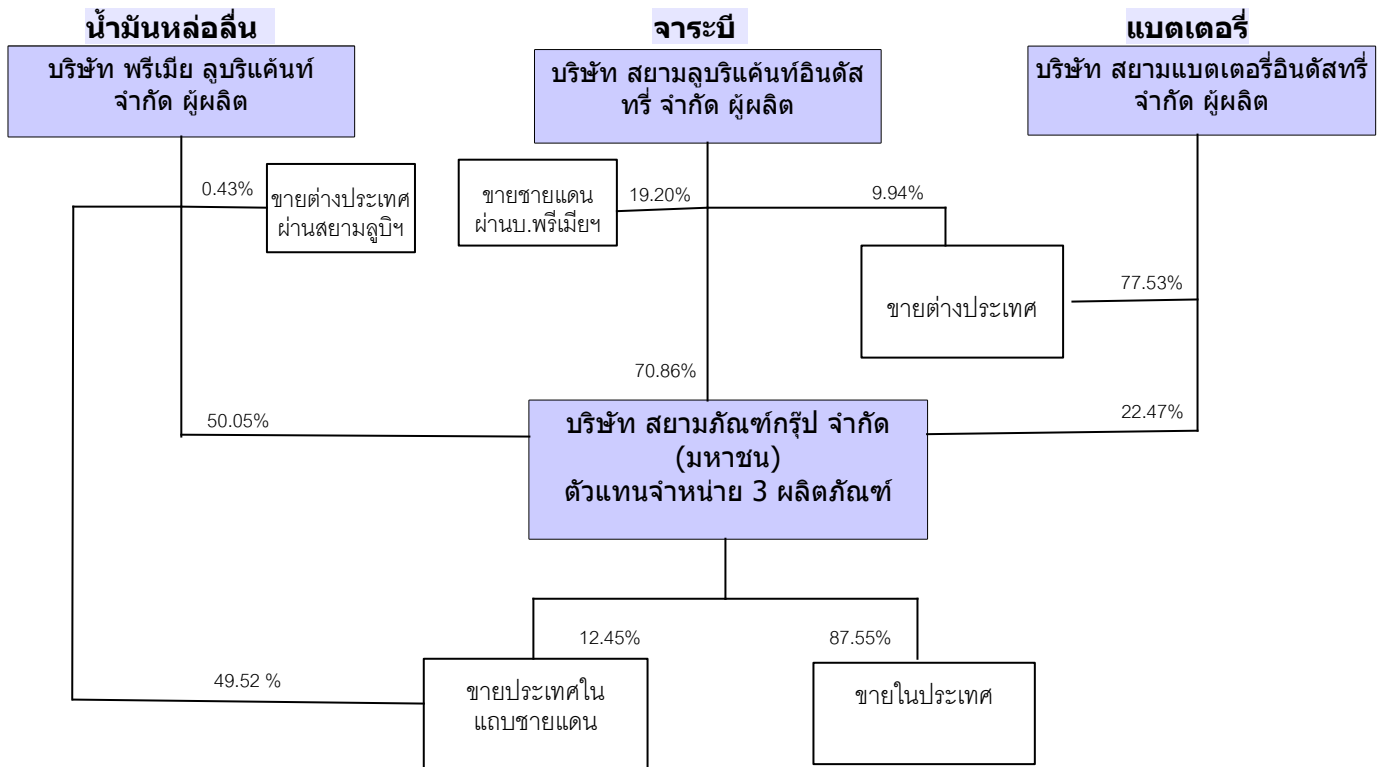 น้ำมันหล่อลื่น
จาระบี
แบตเตอรี่
บริษัท พรีเมีย ลูบริแค้นท์
จำกัด ผู้ผลิต
บริษัท สยามลูบริแค้นท์อินดัส
ทรี่ จำกัด ผู้ผลิต
บริษัท สยามแบตเตอรี่อินดัสทรี่
จำกัด ผู้ผลิต
0.43%
ขายต่างประเทศ
ผ่านสยามลูบิฯ
ขายชายแดน
ผ่านบ.พรีเมียฯ
19.20%
9.94%
ขายต่างประเทศ
77.53%
70.86%
50.05%
22.47%
บริษัท สยามภัณฑ์กรุ๊ป จำกัด
(มหาชน)
ตัวแทนจำหน่าย 3 ผลิตภัณฑ์
12.45%
87.55%
49.52 %
ขายประเทศใน
แถบชายแดน
ขายในประเทศ